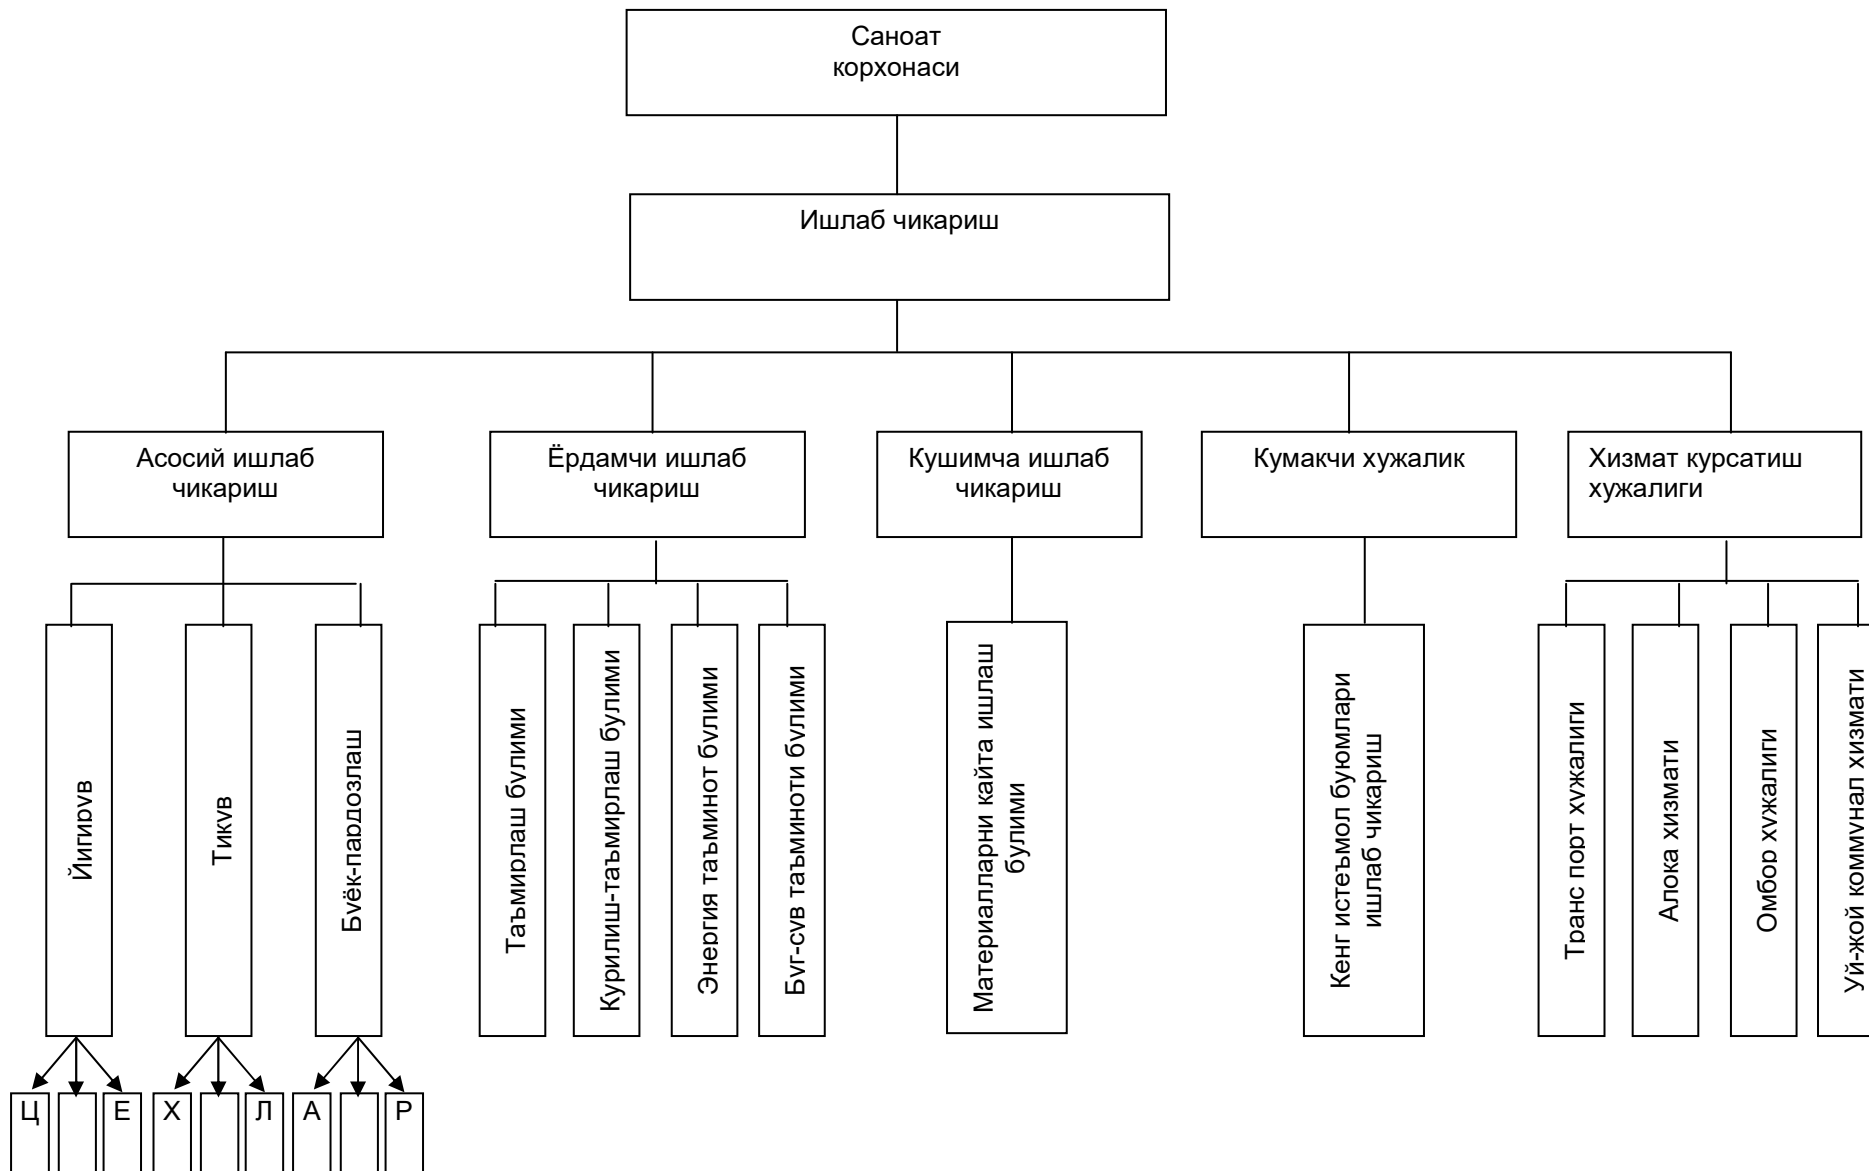 Саноат
корхонаси
Ишлаб чикариш
Асосий ишлаб
чикариш
Ёрдамчи ишлаб
чикариш
Кушимча ишлаб
чикариш
Кумакчи хужалик
Хизмат курсатиш
хужалиги
Йигирув
Тикув
Буёк-пардозлаш
Таъмирлаш булими
Курилиш-таъмирлаш булими
Энергия таъминот булими
Буг-сув таъминоти булими
Материалларни кайта ишлаш
булими
Кенг истеъмол буюмлари
ишлаб чикариш
Транс порт хужалиги
Алока хизмати
Омбор хужалиги
Уй-жой коммунал хизмати
Ц Е Х Л А Р